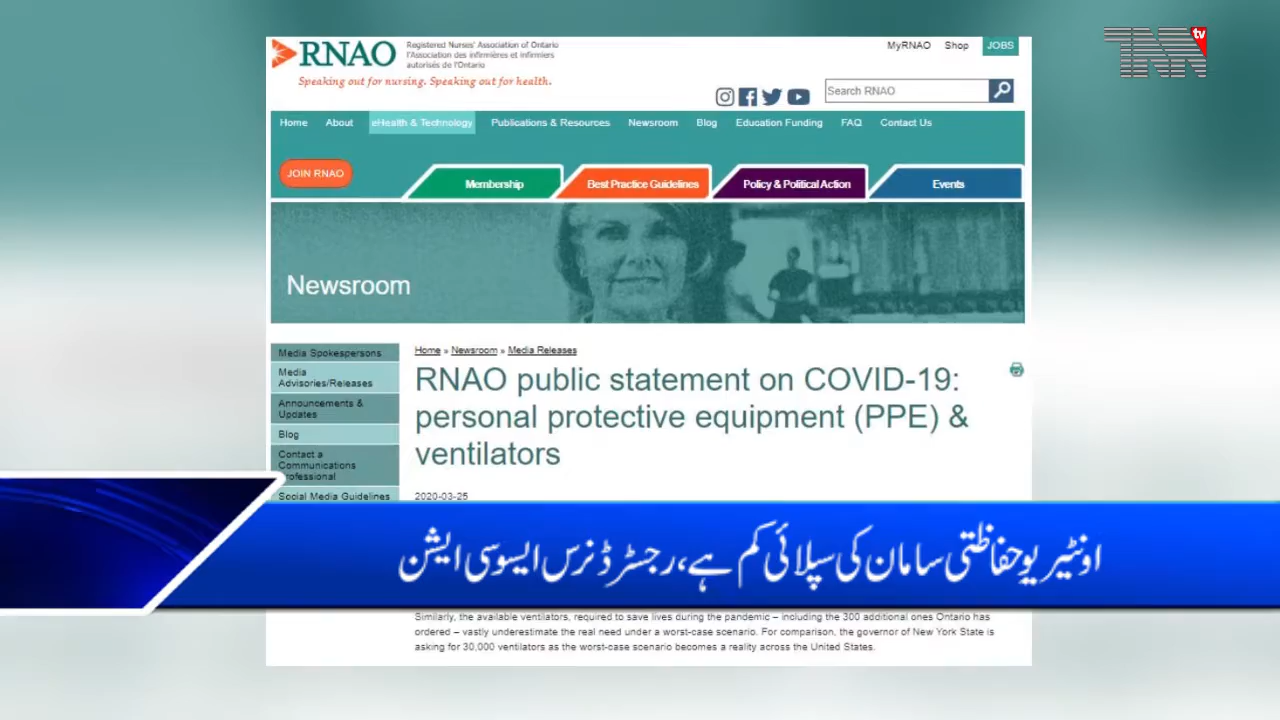 RNAO
Registered Nurses' Association of Ontario
l'Association des infirmières et infirmiers
autorisés de l'Ontario
Speaking out for nursing. Speaking out for health.
MyRNAO Shop JOBS
tv
TNN
Search RNAO
Home About eHealth & Technology Publications & Resources Newsroom Blog Education Funding FAQ Contact Us
JOIN RNAO
Membership Best Practice Guidelines Policy & Political Action Events
Newsroom
Media Spokespersons
Media
Advisories/Releases
Announcements &
Updates
Blog
Contact a
Communications
Professional
Social Media Guidelines
Home » Newsroom » Media Releases
RNAO public statement on COVID-19:
personal protective equipment (PPE) &
ventilators
2020-03-25
اونٹیریو حفاظتی سامان کی سپلائی کم ہے، رجسٹرڈ نرس ایسوسی ایشن
Similarly, the available ventilators, required to save lives during the pandemic – including the 300 additional ones Ontario has
ordered – vastly underestimate the real need under a worst-case scenario. For comparison, the governor of New York State is
asking for 30,000 ventilators as the worst-case scenario becomes a reality across the United States.